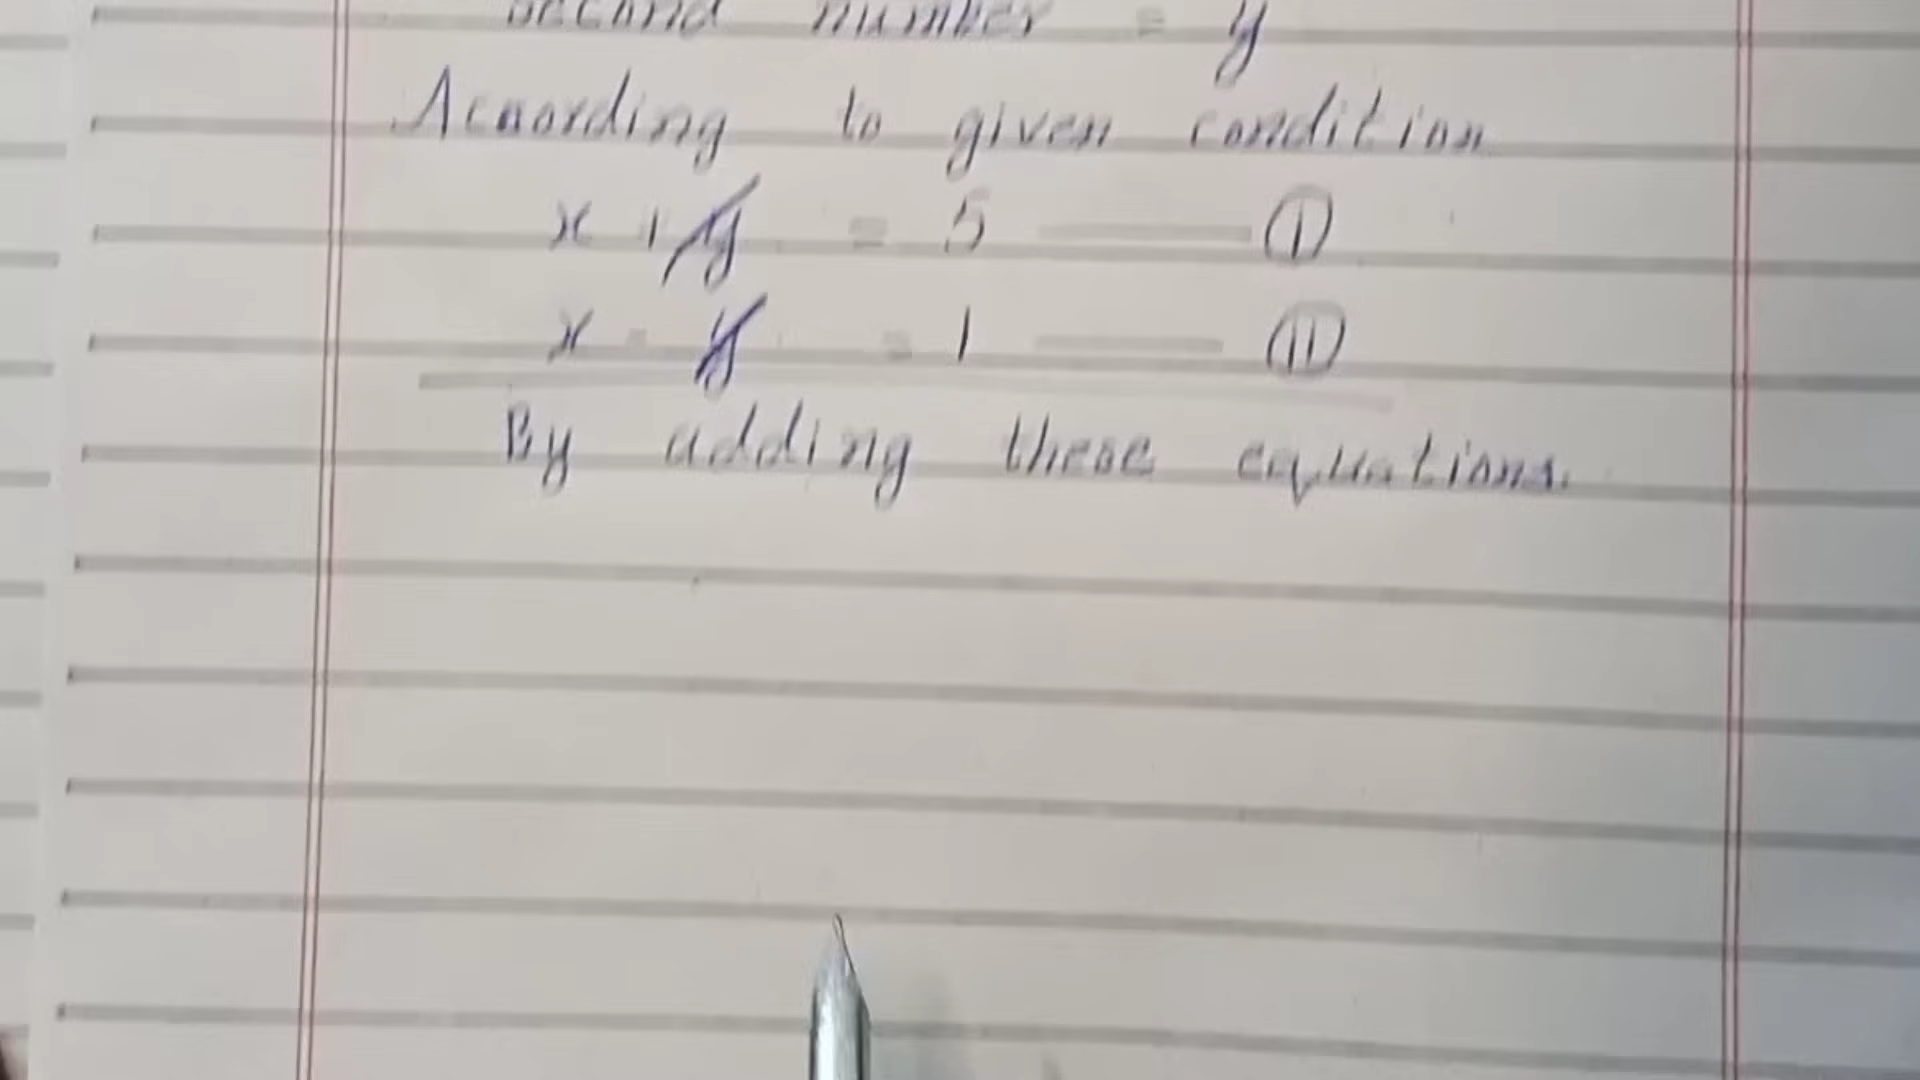 Second number = y
According to given condition
x + y = 5 —— (I)
x - y = 1 —— (II)
By adding these equations.